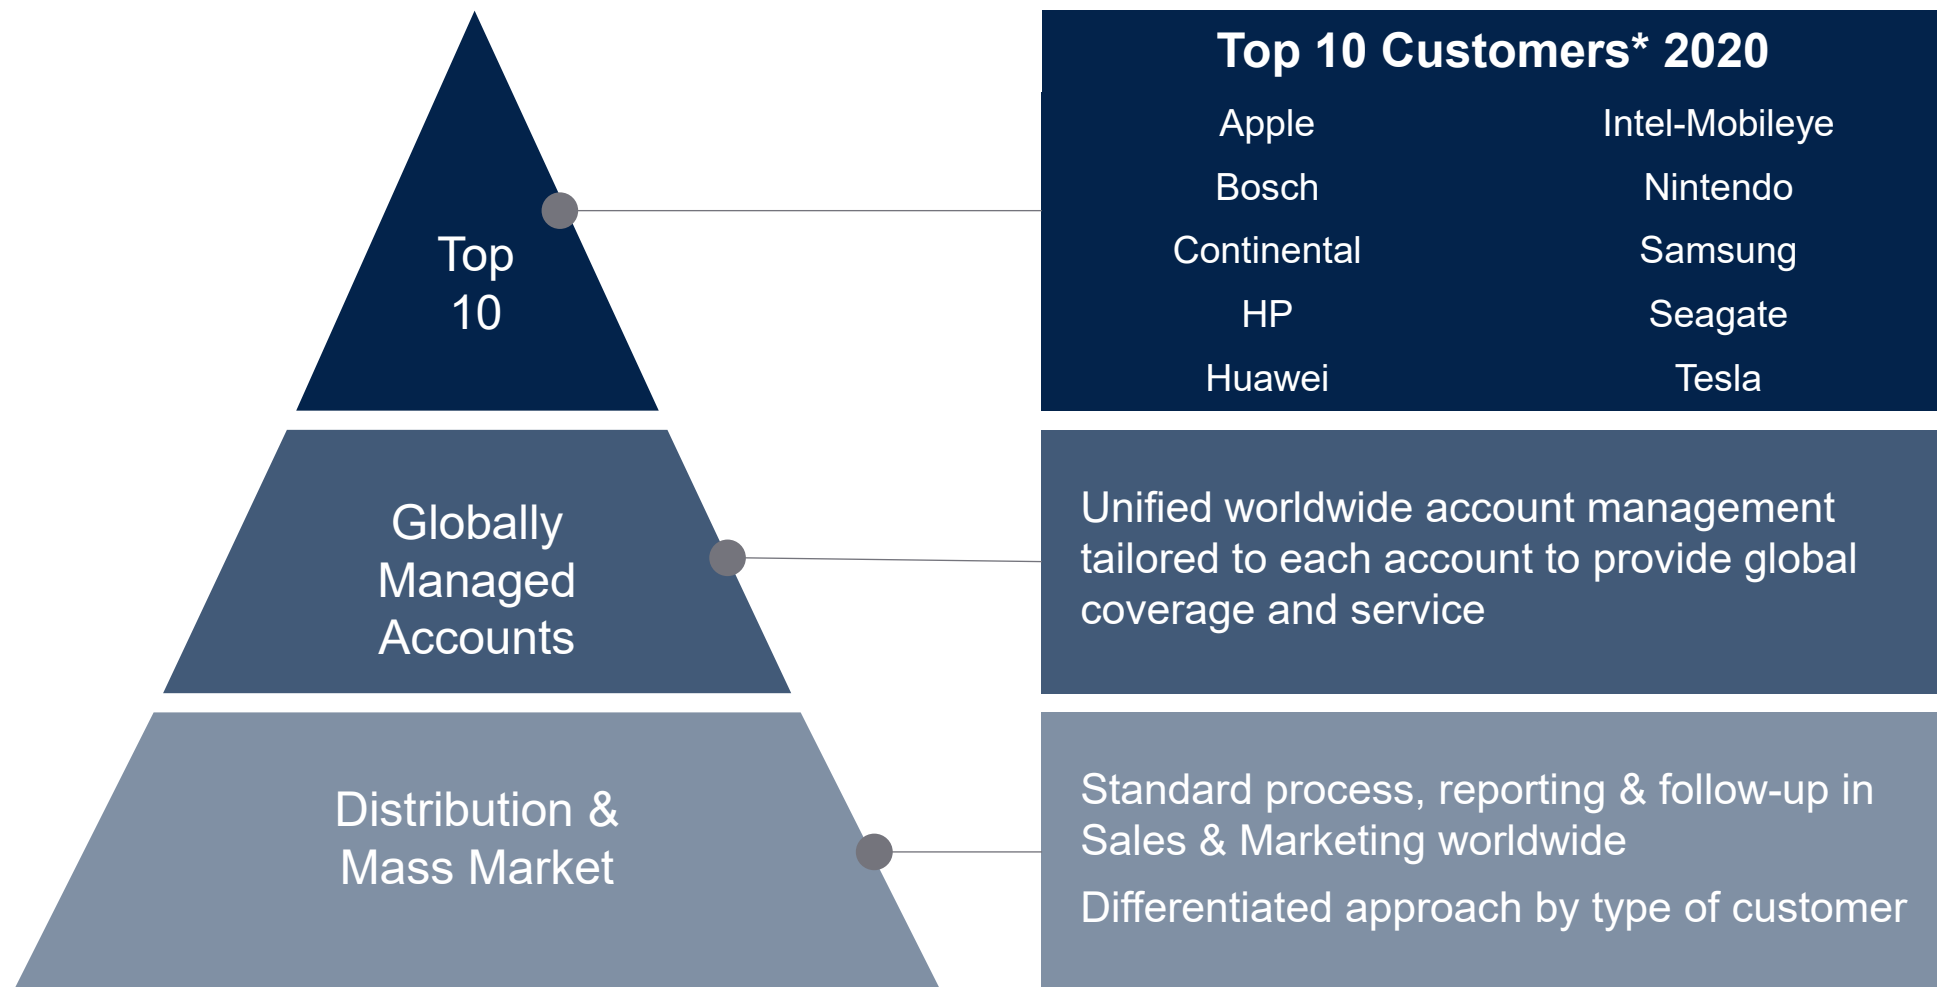 Top
10
Top 10 Customers* 2020
Apple
Intel-Mobileye
Bosch
Nintendo
Continental
Samsung
HP
Seagate
Huawei
Tesla
Globally
Managed
Accounts
Unified worldwide account management
tailored to each account to provide global
coverage and service
Distribution &
Mass Market
Standard process, reporting & follow-up in
Sales & Marketing worldwide
Differentiated approach by type of customer